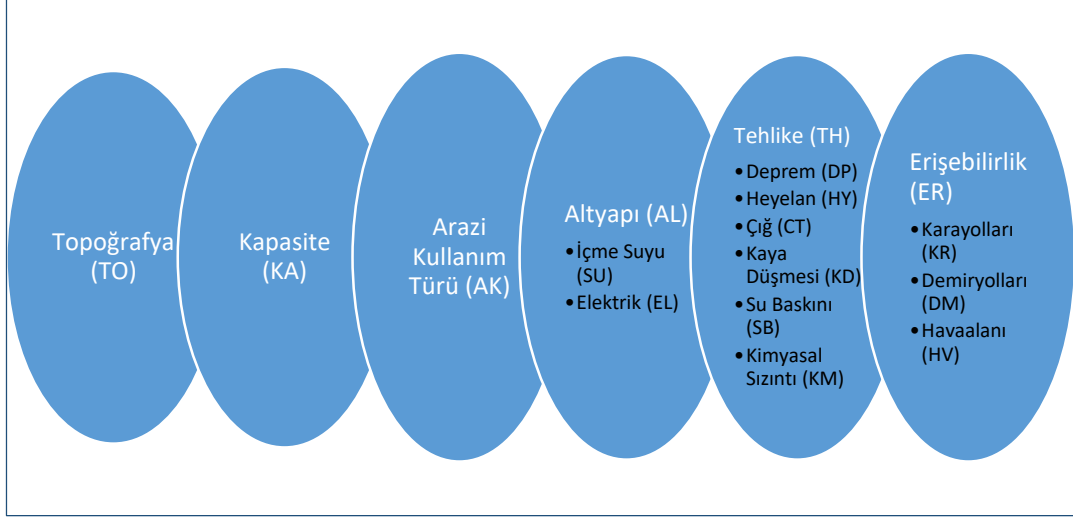 Topoğrafya
(TO)
Kapasite
(KA)
Arazi
Kullanım
Türü (AK)
Altyapı (AL)
•İçme Suyu
(SU)
•Elektrik (EL)
Tehlike (TH)
•Deprem (DP)
•Heyelan (HY)
•Çığ (CT)
•Kaya
Düşmesi (KD)
•Su Baskını
(SB)
•Kimyasal
Sızıntı (KM)
Erişebilirlik
(ER)
•Karayolları
(KR)
•Demiryolları
(DM)
•Havaalanı
(HV)